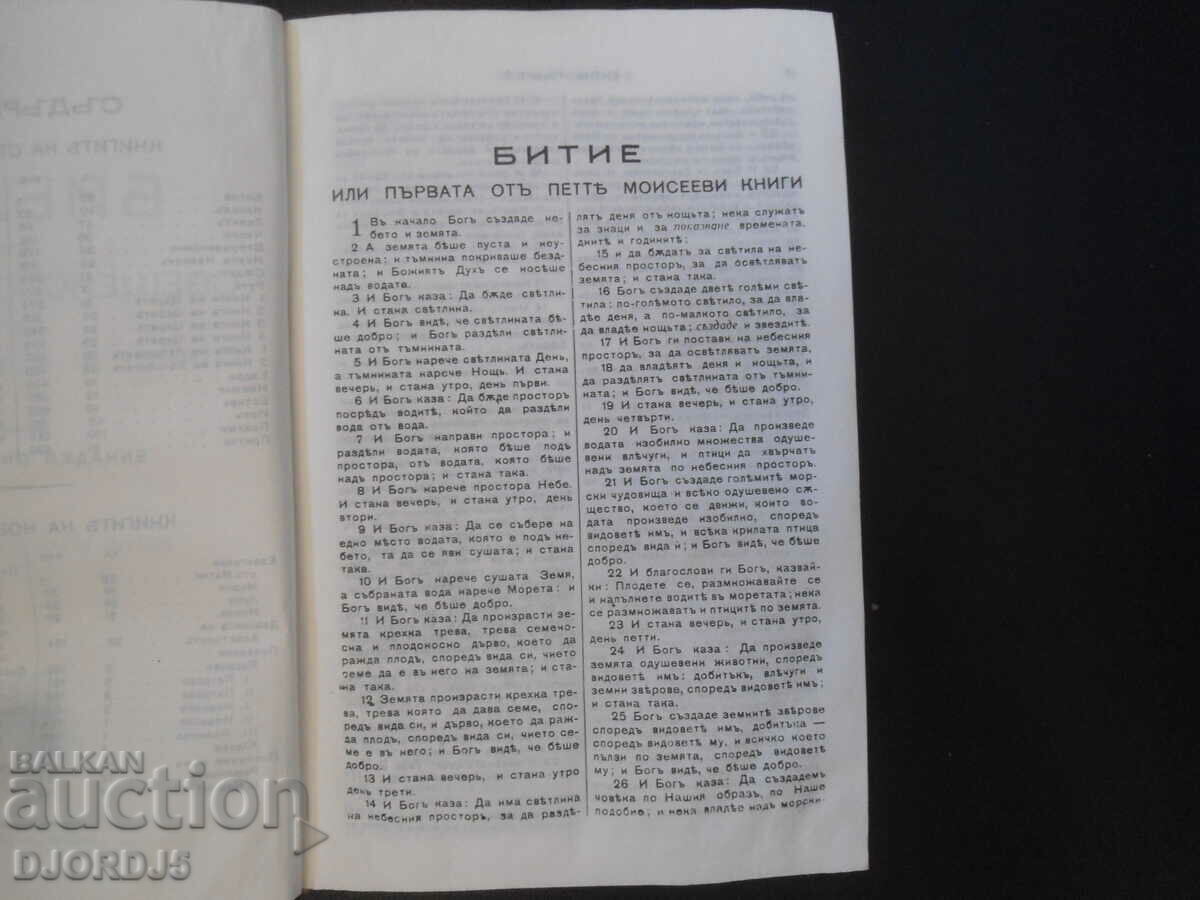 БИТИЕ
ИЛИ ПЪРВАТА ОТЪ ПЕТТѢ МОИСЕЕВИ КНИГИ
1 Въ начало Богъ създаде не-
бето и земята.
2 А земята бѣше пуста и неу-
строена: и тъмнина покриваше безд-
ната; и Божиятъ Духъ се носѣше
надъ водата.
3 И Богъ каза: Да бѫде свѣтли-
на. И стана свѣтлина.
4 И Богъ видѣ, че свѣтлината бѣ-
ше добро; и Богъ раздѣли свѣтли-
ната отъ тъмнината.
5 И Богъ нарече свѣтлината День,
а тъмнината нарече Нощь. И стана
вечерь, и стана утро, день първи.
6 И Богъ каза: Да бѫде просторъ
посрѣдъ водитѣ, който да раздѣли
вода отъ вода.
7 И Богъ направи простора; и
раздѣли водата, която бѣше подъ
простора, отъ водата, която бѣше
надъ простора; и стана така.
8 И Богъ нарече простора Небе.
И стана вечерь, и стана утро, день
втори.
9 И Богъ каза: Да се събере на
едно мѣсто водата, която е подъ не-
бето, та да се яви сушата; и стана
така.
10 И Богъ нарече сушата Земя,
а събраната вода нарече Морета: и
Богъ видѣ, че бѣше добро.
11 И Богъ каза: Да произрасти зе-
мята крехка трева, трева семено-
сна и плодоносно дърво, което да
ражда плодъ, споредъ вида си, чието
семе да е въ него на земята; и ста-
на така.
12 Земята произрасти крехка тре-
ва, трева която да дава семе, спо-
редъ вида си, и дърво, което да раж-
да плодъ, споредъ вида си, чието се-
ме е въ него; и Богъ видѣ, че бѣше
добро.
13 И стана вечерь, и стана утро
день трети.
14 И Богъ каза: Да има свѣтлина
на небесния просторъ, за да раздѣ-
лятъ деня отъ нощьта; нека служатъ
за знаци и за показване времената,
днитѣ и годинитѣ;
15 и да бѫдатъ за свѣтила на не-
бесния просторъ, за да освѣтляватъ
земята; и стана така.
16 Богъ създаде дветѣ голѣми свѣ-
тила: по-голѣмото свѣтило, за да вла-
дѣе деня, а по-малкото свѣтило, за
да владѣе нощьта; създаде и звездитѣ.
17 И Богъ ги постави на небесния
просторъ, за да освѣтляватъ земята,
18 да владѣятъ деня и нощьта, и
да раздѣлятъ свѣтлината отъ тъмни-
ната; и Богъ видѣ, че бѣше добро.
19 И стана вечерь, и стана утро,
день четвърти.
20 И Богъ каза: Да произведе
водата изобилно множества одуше-
вени влѣчуги, и птици да хвърчатъ
надъ земята по небесния просторъ.
21 И Богъ създаде голѣмитѣ мор-
ски чудовища и всѣко одушевено сѫ-
щество, което се движи, които во-
дата произведе изобилно, споредъ
видоветѣ имъ, и всѣка крилата птица
споредъ вида ѝ; и Богъ видѣ, че бѣше
добро.
22 И благослови ги Богъ, казвай-
ки: Плодете се, размножавайте се
и напълнете водитѣ въ моретата; нека
се размножаватъ и птицитѣ по земята.
23 И стана вечерь, и стана утро,
день петти.
24 И Богъ каза: Да произведе
земята одушевени животни, споредъ
видоветѣ имъ: добитъкъ, влѣчуги и
земни звѣрове, споредъ видоветѣ имъ;
и стана така.
25 Богъ създаде земнитѣ звѣрове
споредъ видоветѣ имъ, добитъка —
споредъ видоветѣ му, и всичко което
пълзи по земята, споредъ видоветѣ
му; и Богъ видѣ, че бѣше добро.
26 И Богъ каза: Да създадемъ
човѣка по Нашия образъ, по Наше
подобие; и нека владѣе надъ морски-
BALKAN
auction
DJORDJ5